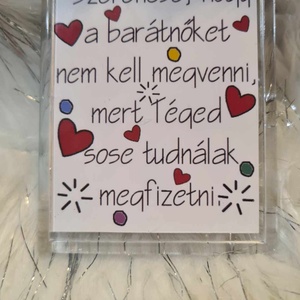 a barátnőket
nem kell megvenni,
mert Téged
sose tudnálak
megfizetni.